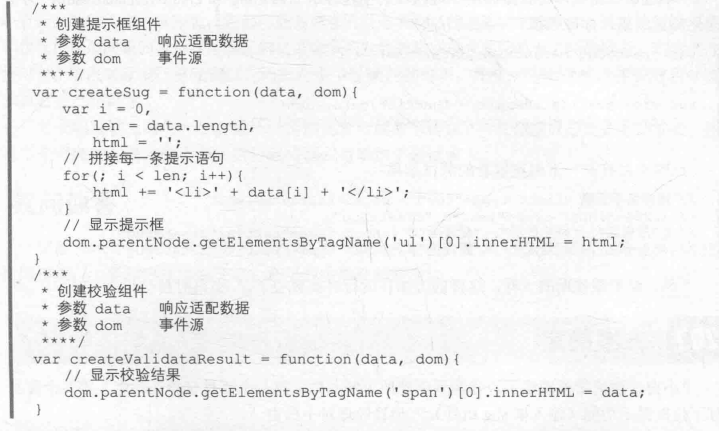 /***
 * 创建提示框组件
 * 参数 data    响应适配数据
 * 参数 dom     事件源
 ****/
var createSug = function(data, dom){
    var i = 0,
        len = data.length,
        html = '';
    // 拼接每一条提示语句
    for(; i < len; i++){
        html += '<li>' + data[i] + '</li>';
    }
    // 显示提示框
    dom.parentNode.getElementsByTagName('ul')[0].innerHTML = html;
}
/***
 * 创建校验组件
 * 参数 data    响应适配数据
 * 参数 dom     事件源
 ****/
var createValidataResult = function(data, dom){
    // 显示校验结果
    dom.parentNode.getElementsByTagName('span')[0].innerHTML = data;
}